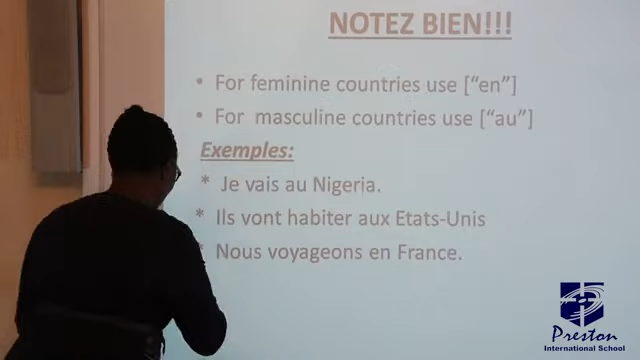 NOTEZ BIEN!!!
• For feminine countries use ["en"]
• For masculine countries use ["au"]
Exemples:
* Je vais au Nigeria.
* Ils vont habiter aux Etats-Unis
* Nous voyageons en France.
Preston
International School